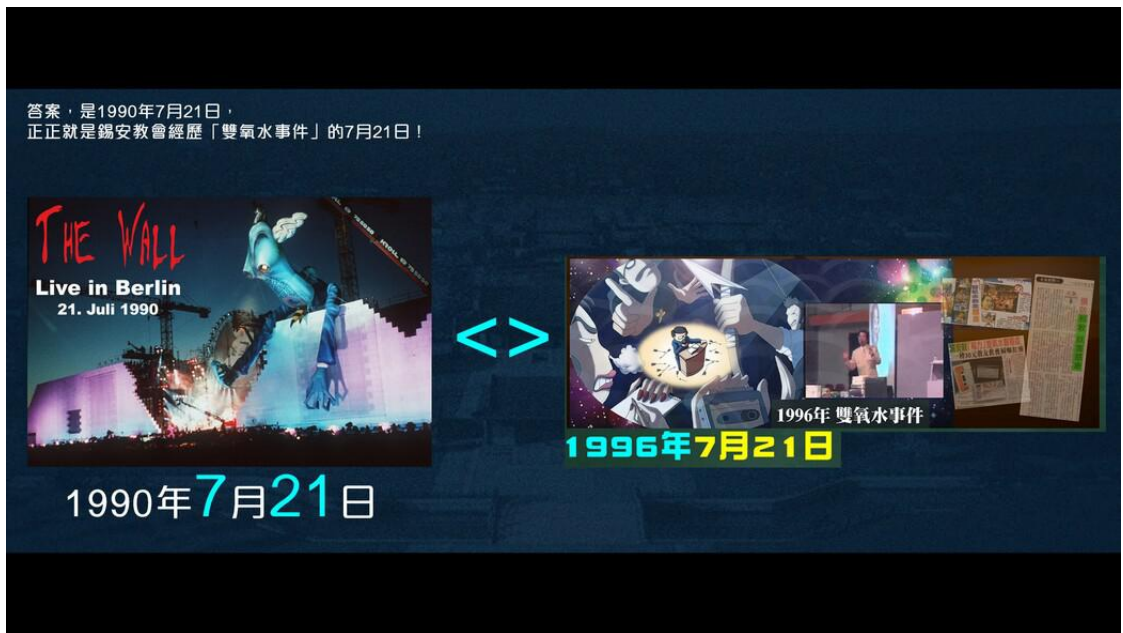 答案，是1990年7月21日，
正正就是錫安教會經歷「雙氧水事件」的7月21日！
THE WALL
Live in Berlin
21. Juli 1990
<>
1996年 雙氧水事件
1996年7月21日
1990年7月21日